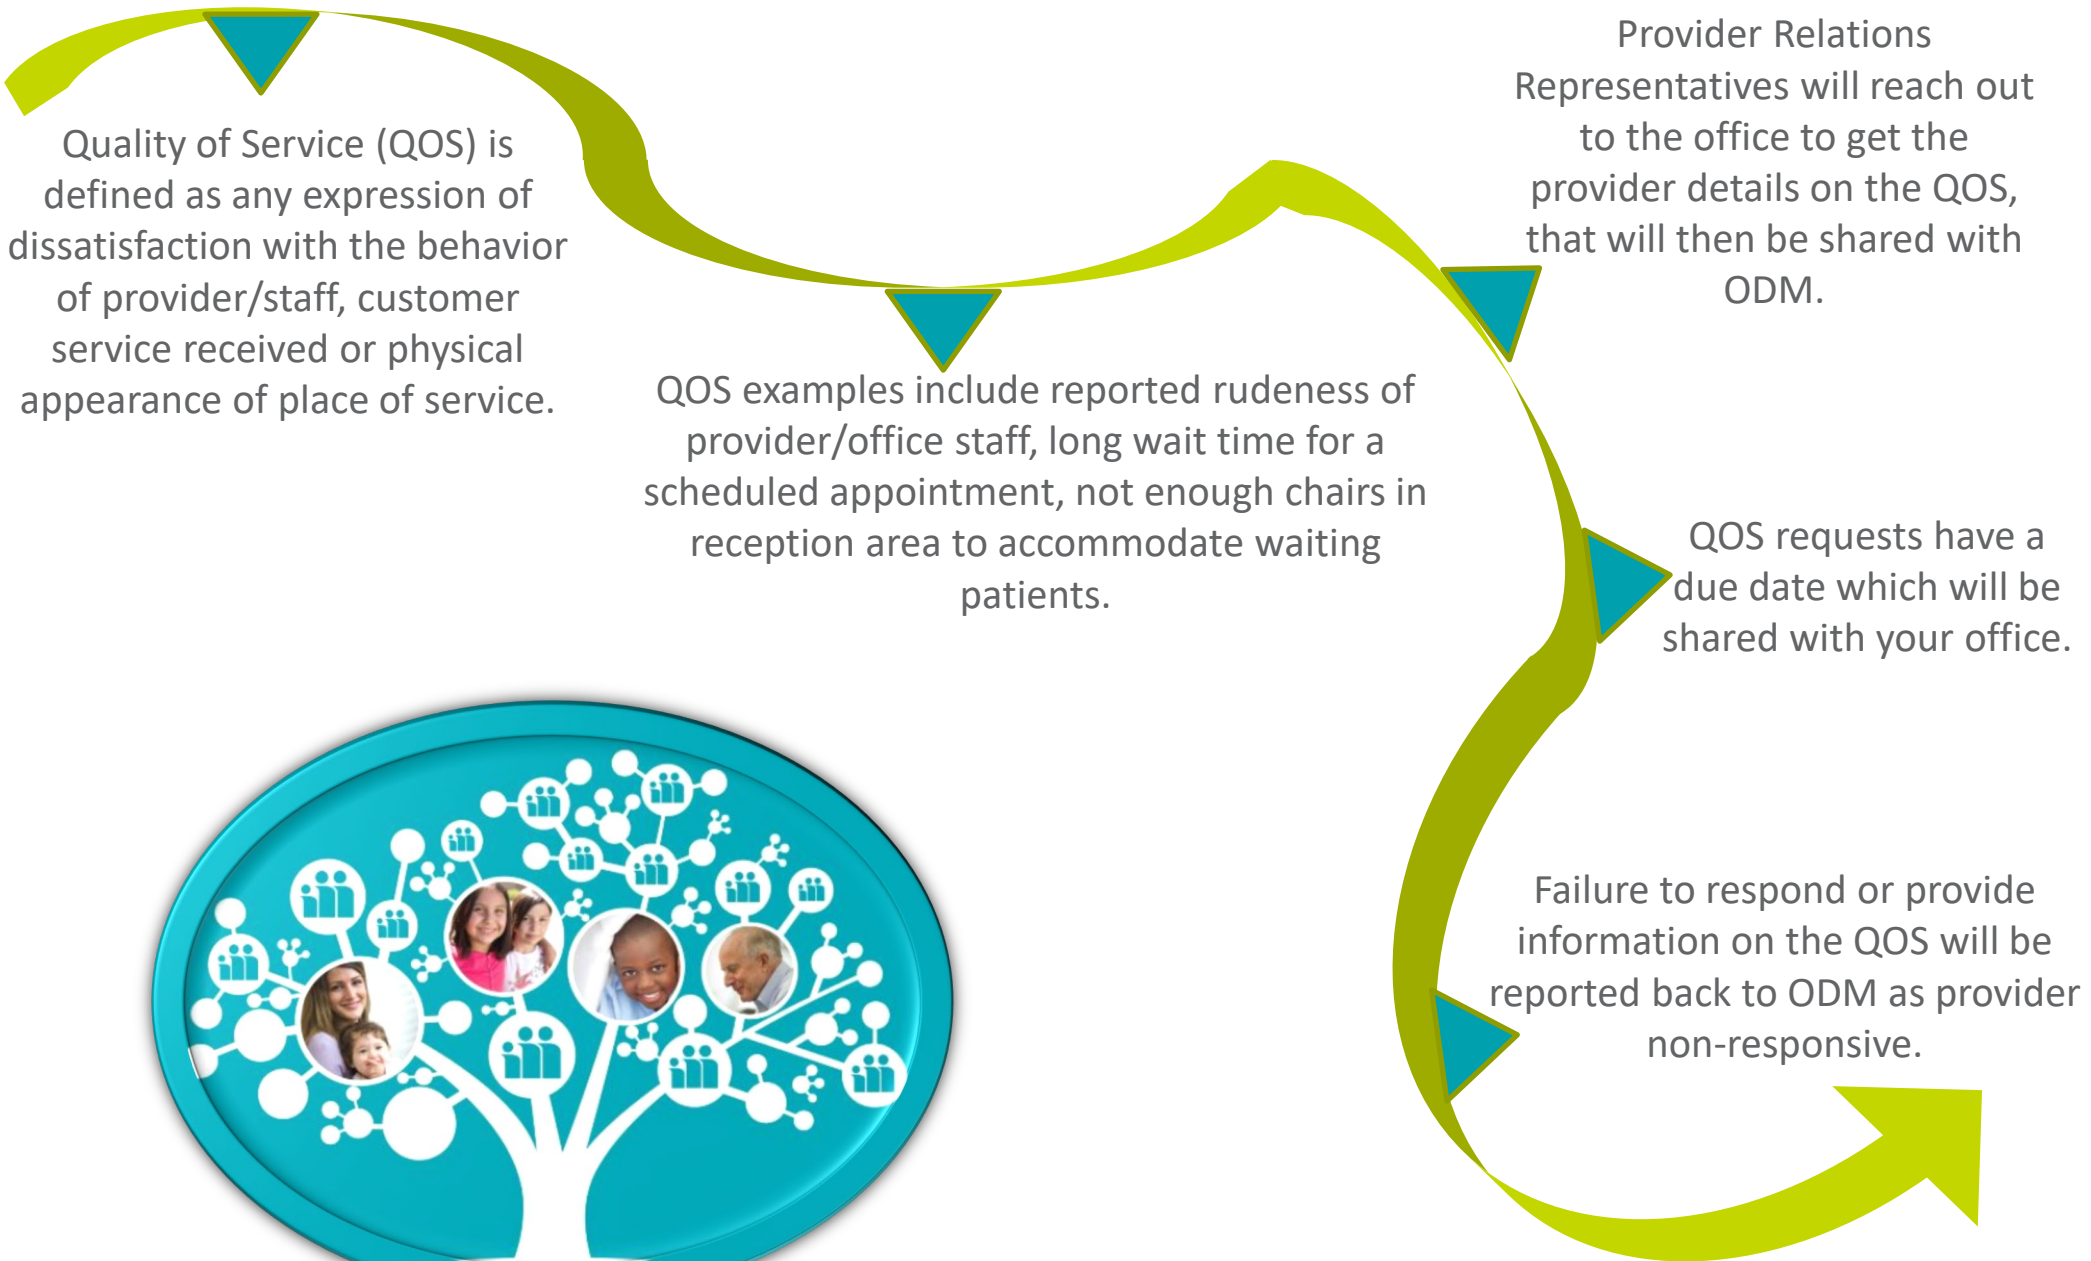 Quality of Service (QOS) is
defined as any expression of
dissatisfaction with the behavior
of provider/staff, customer
service received or physical
appearance of place of service.
QOS examples include reported rudeness of
provider/office staff, long wait time for a
scheduled appointment, not enough chairs in
reception area to accommodate waiting
patients.
Provider Relations
Representatives will reach out
to the office to get the
provider details on the QOS,
that will then be shared with
ODM.
QOS requests have a
due date which will be
shared with your office.
Failure to respond or provide
information on the QOS will be
reported back to ODM as provider
non-responsive.